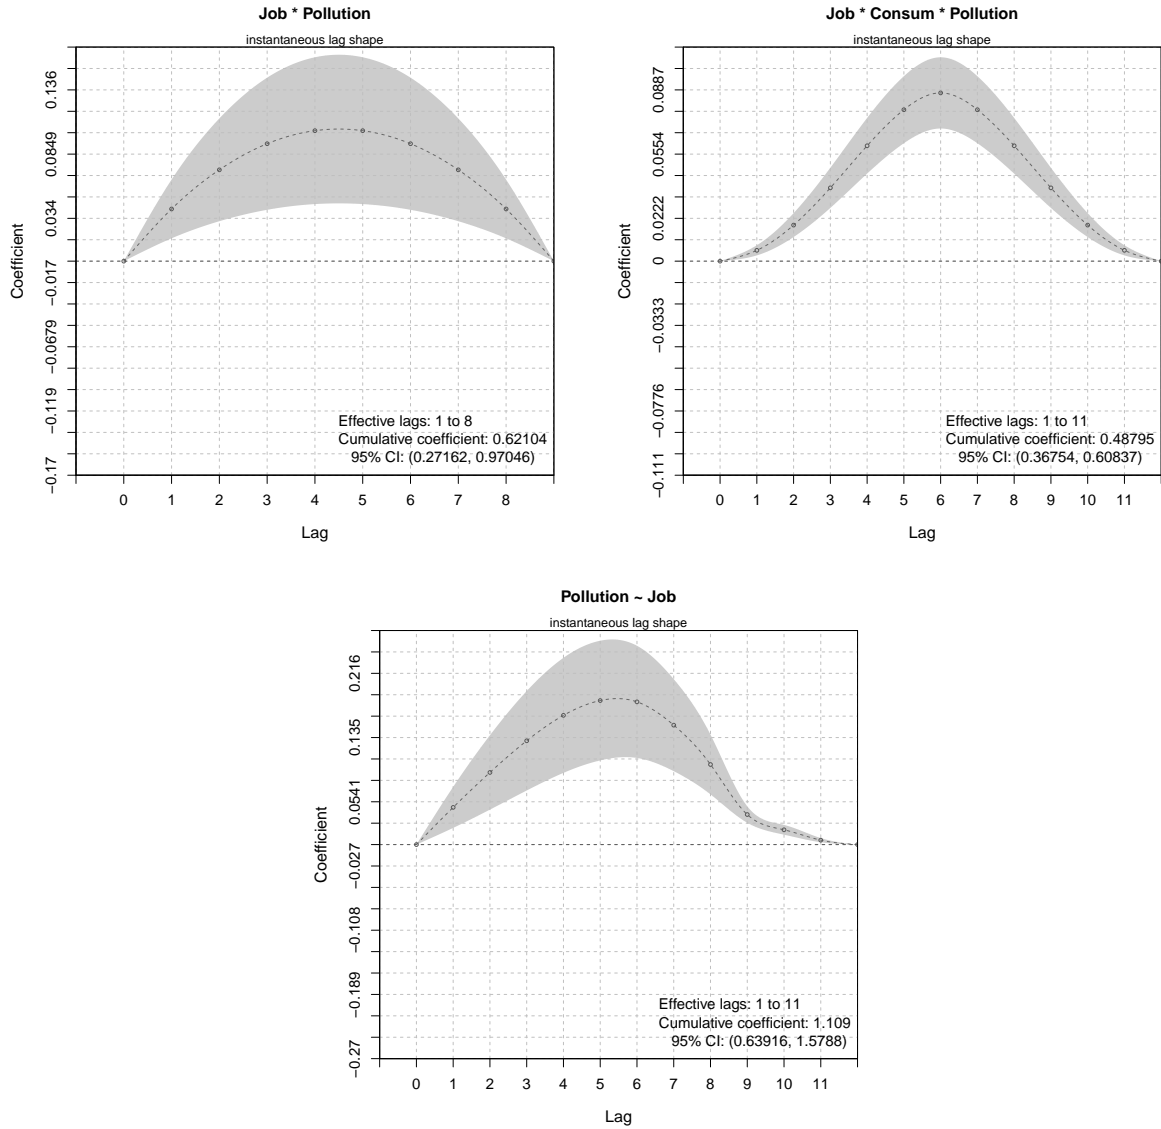 Job * Pollution
instantaneous lag shape
Coefficient
0.136
0.0849
0.034
−0.017
−0.0679
−0.119
−0.17
Effective lags: 1 to 8
Cumulative coefficient: 0.62104
95% CI: (0.27162, 0.97046)
0 1 2 3 4 5 6 7 8
Lag
Job * Consum * Pollution
instantaneous lag shape
Coefficient
0.0887
0.0554
0.0222
0
−0.0333
−0.0776
−0.111
Effective lags: 1 to 11
Cumulative coefficient: 0.48795
95% CI: (0.36754, 0.60837)
0 1 2 3 4 5 6 7 8 9 10 11
Lag
Pollution ~ Job
instantaneous lag shape
Coefficient
0.216
0.135
0.0541
−0.027
−0.108
−0.189
−0.27
Effective lags: 1 to 11
Cumulative coefficient: 1.109
95% CI: (0.63916, 1.5788)
0 1 2 3 4 5 6 7 8 9 10 11
Lag